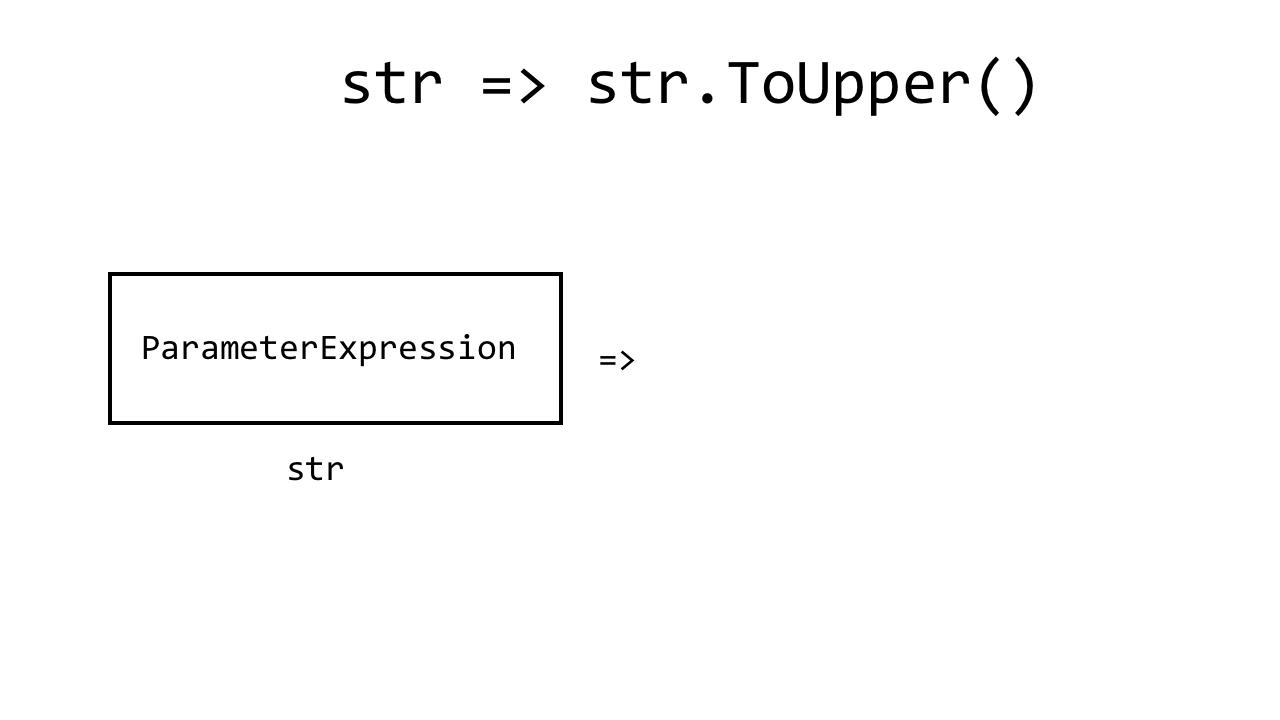 str => str.ToUpper()
ParameterExpression
=>
str